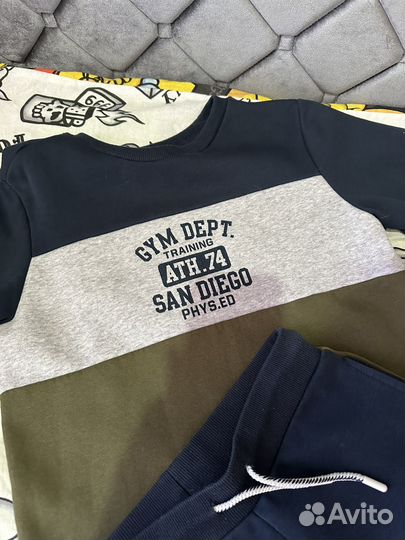 GYM DEPT.
TRAINING
ATH.74
SAN DIEGO
PHYS.ED
Avito